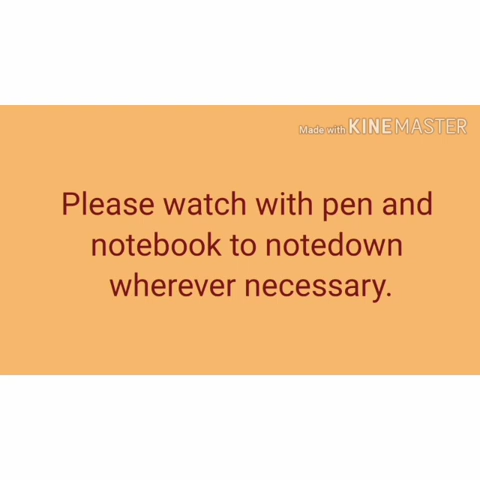 Made with KINEMASTER
Please watch with pen and
notebook to notedown
wherever necessary.